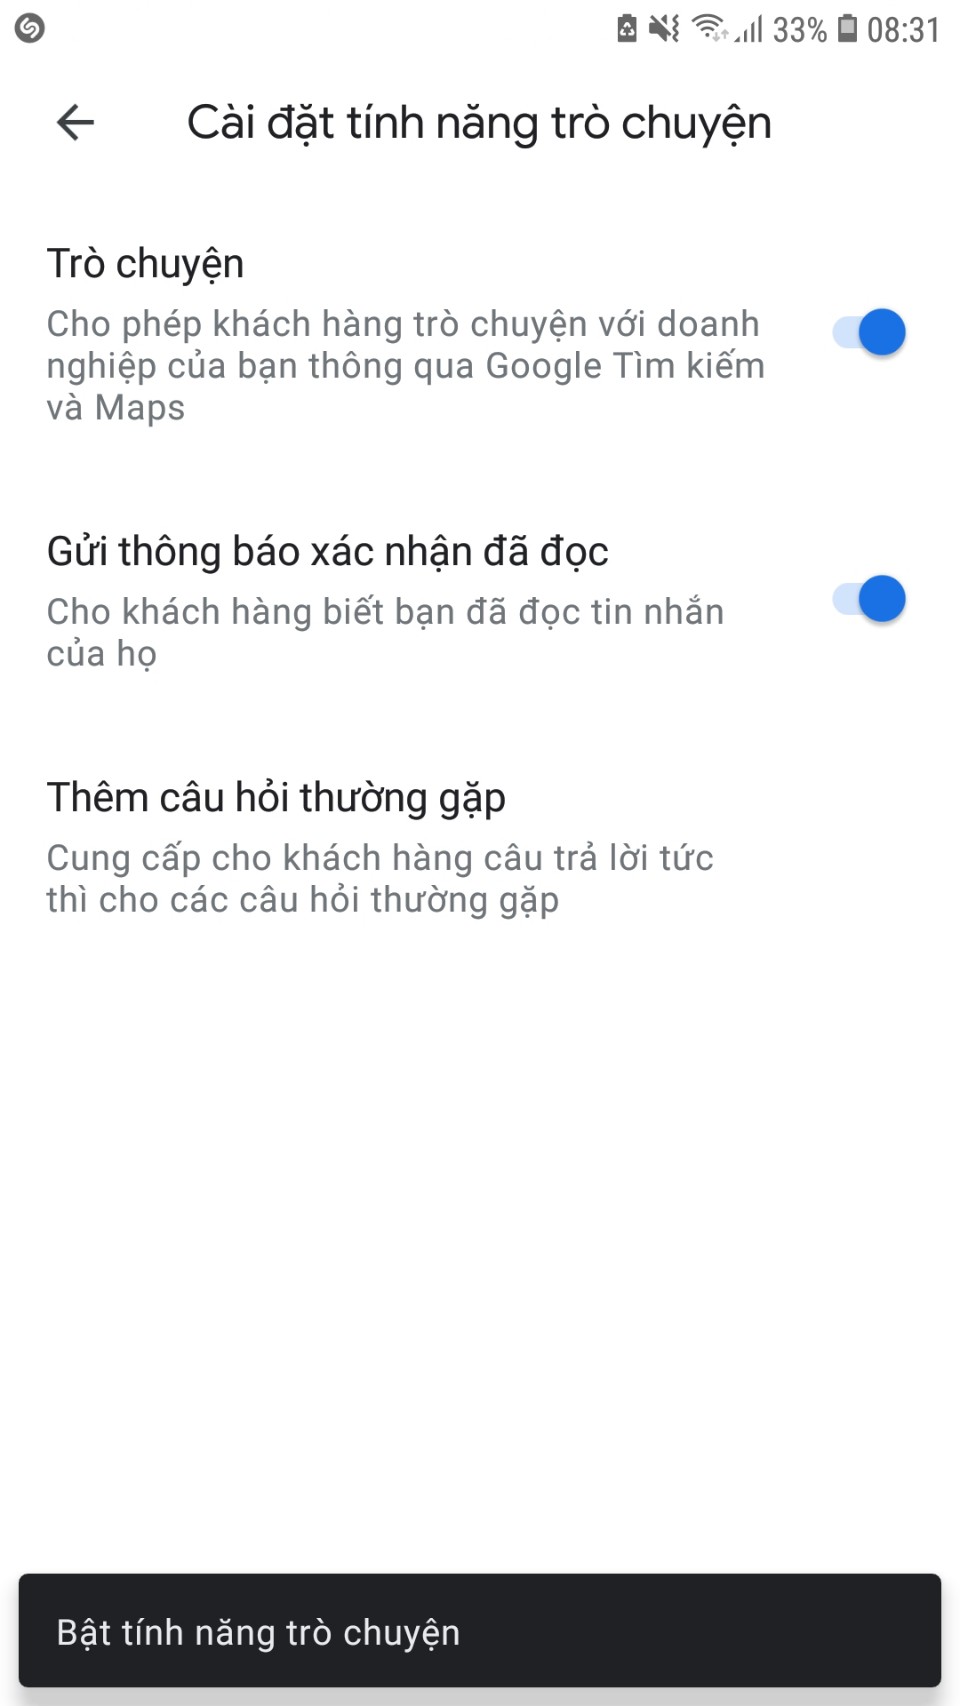 33% 08:31
Cài đặt tính năng trò chuyện
Trò chuyện
Cho phép khách hàng trò chuyện với doanh
nghiệp của bạn thông qua Google Tìm kiếm
và Maps
Gửi thông báo xác nhận đã đọc
Cho khách hàng biết bạn đã đọc tin nhắn
của họ
Thêm câu hỏi thường gặp
Cung cấp cho khách hàng câu trả lời tức
thì cho các câu hỏi thường gặp
Bật tính năng trò chuyện